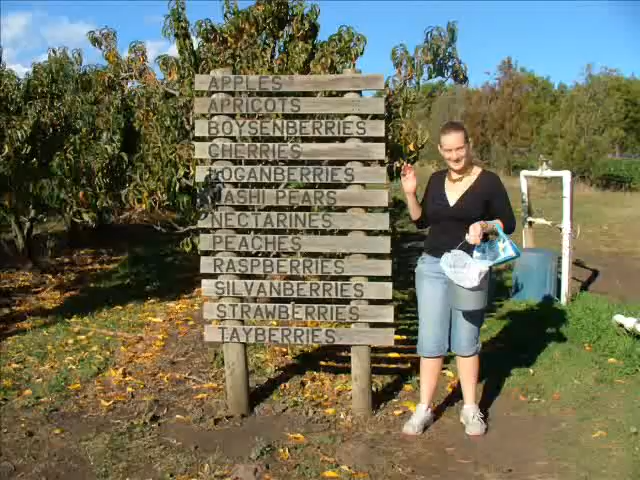 APPLES
APRICOTS
BOYSENBERRIES
CHERRIES
LOGANBERRIES
NASHI PEARS
NECTARINES
PEACHES
RASPBERRIES
SILVANBERRIES
STRAWBERRIES
TAYBERRIES